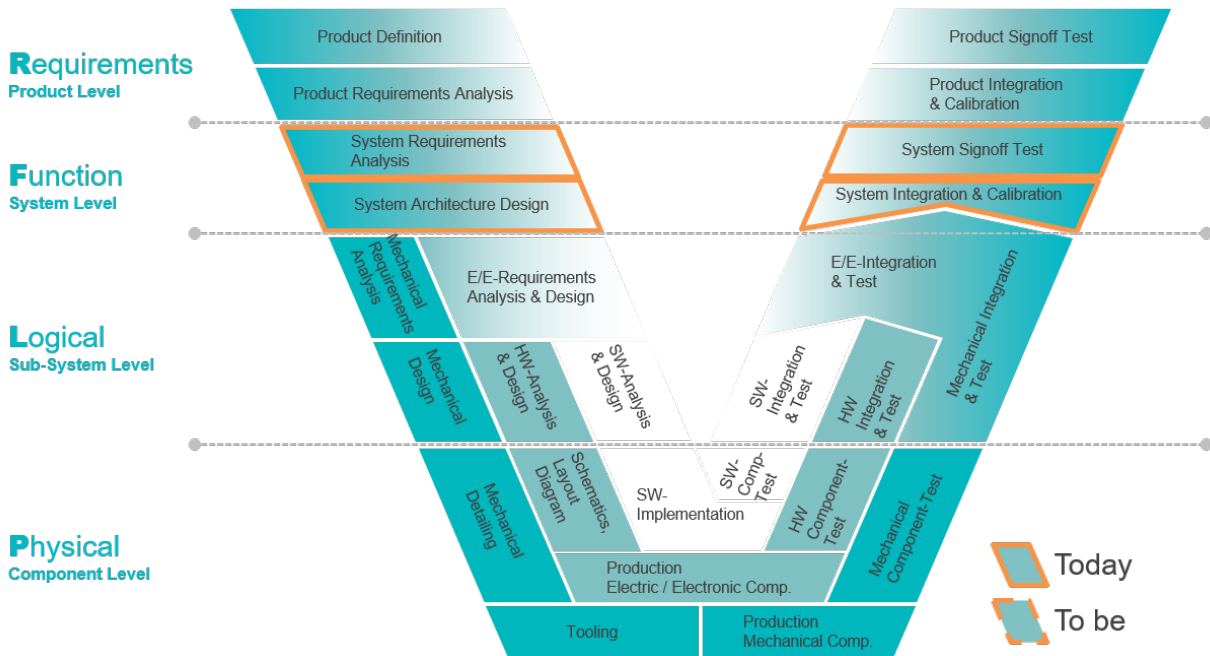 Requirements
Product Level
Product Definition
Product Signoff Test
Product Requirements Analysis
Product Integration
& Calibration
Function
System Level
System Requirements
Analysis
System Signoff Test
System Architecture Design
System Integration & Calibration
Logical
Sub-System Level
Mechanical
Requirements
Analysis
E/E-Requirements
Analysis & Design
E/E-Integration
& Test
Mechanical Integration
& Test
Mechanical
Design
HW-Analysis
& Design
SW-Analysis
& Design
SW-
Integration
& Test
HW
Integration
& Test
Physical
Component Level
Mechanical
Detailing
Schematics,
Layout
Diagram
SW-
Implementation
SW-
Comp-
Test
HW
Component-
Test
Mechanical
Component-Test
Production
Electric / Electronic Comp.
Tooling
Production
Mechanical Comp.
Today
To be